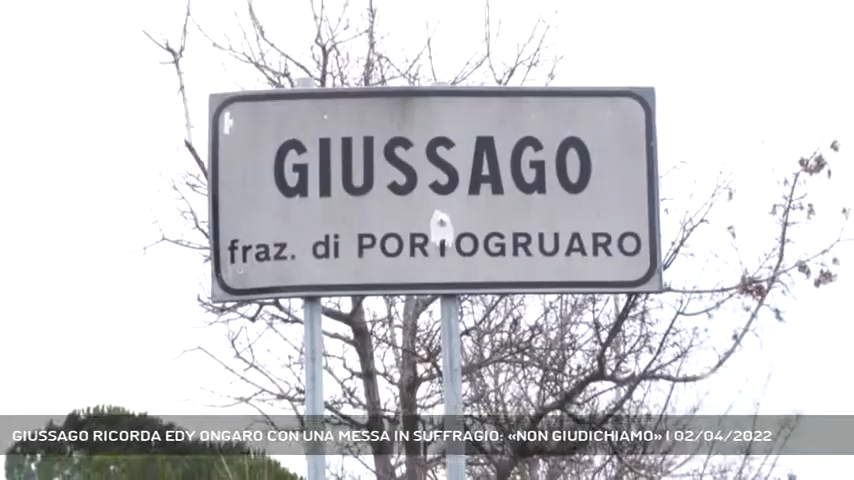 GIUSSAGO
fraz. di PORTOGRUARO
GIUSSAGO RICORDA EDY ONGARO CON UNA MESSA IN SUFFRAGIO: «NON GIUDICHIAMO» | 02/04/2022